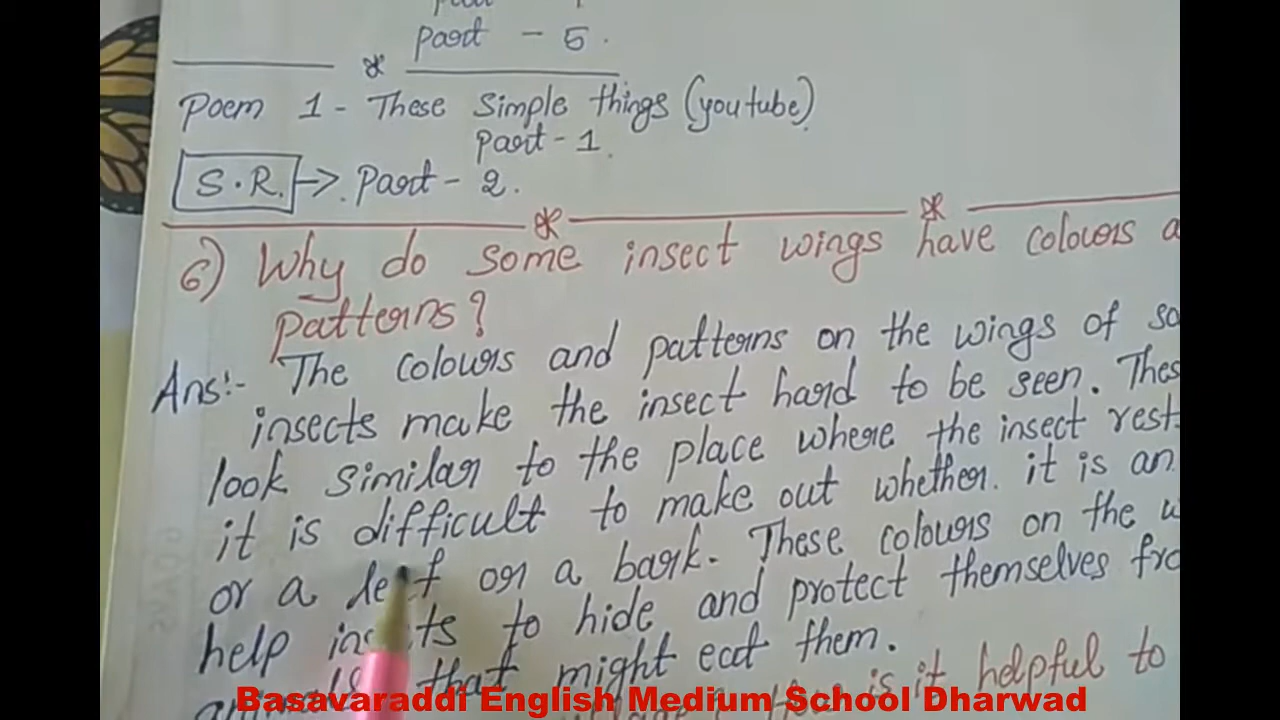 Part - 5.
Poem 1 - These Simple things (youtube)
Part - 1.
S.R. → Part - 2.
6) Why do some insect wings have colours
Patterns?
Ans:- The colours and patterns on the wings of
insects make the insect hard to be seen.
look similar to the place where the insect
it is difficult to make out whether it is an
or a leaf or a bark. These colours on the
help insects to hide and protect themselves
animals that might eat them.
is it helpful to
Basavaraddi English Medium School Dharwad